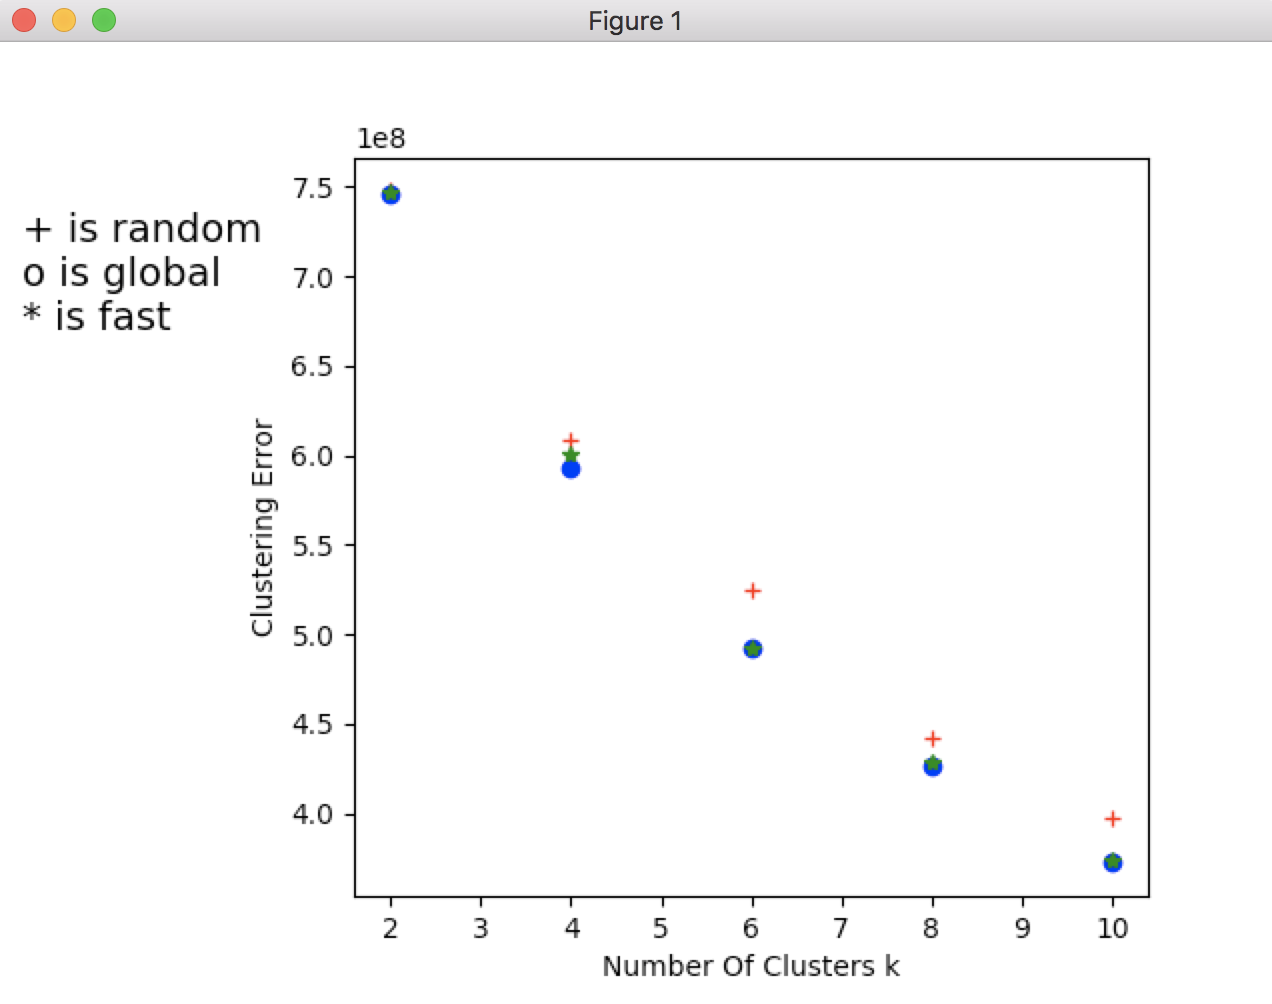 Figure 1
1e8
+ is random
o is global
* is fast
7.5
7.0
6.5
6.0
5.5
5.0
4.5
4.0
Clustering Error
2 3 4 5 6 7 8 9 10
Number Of Clusters k